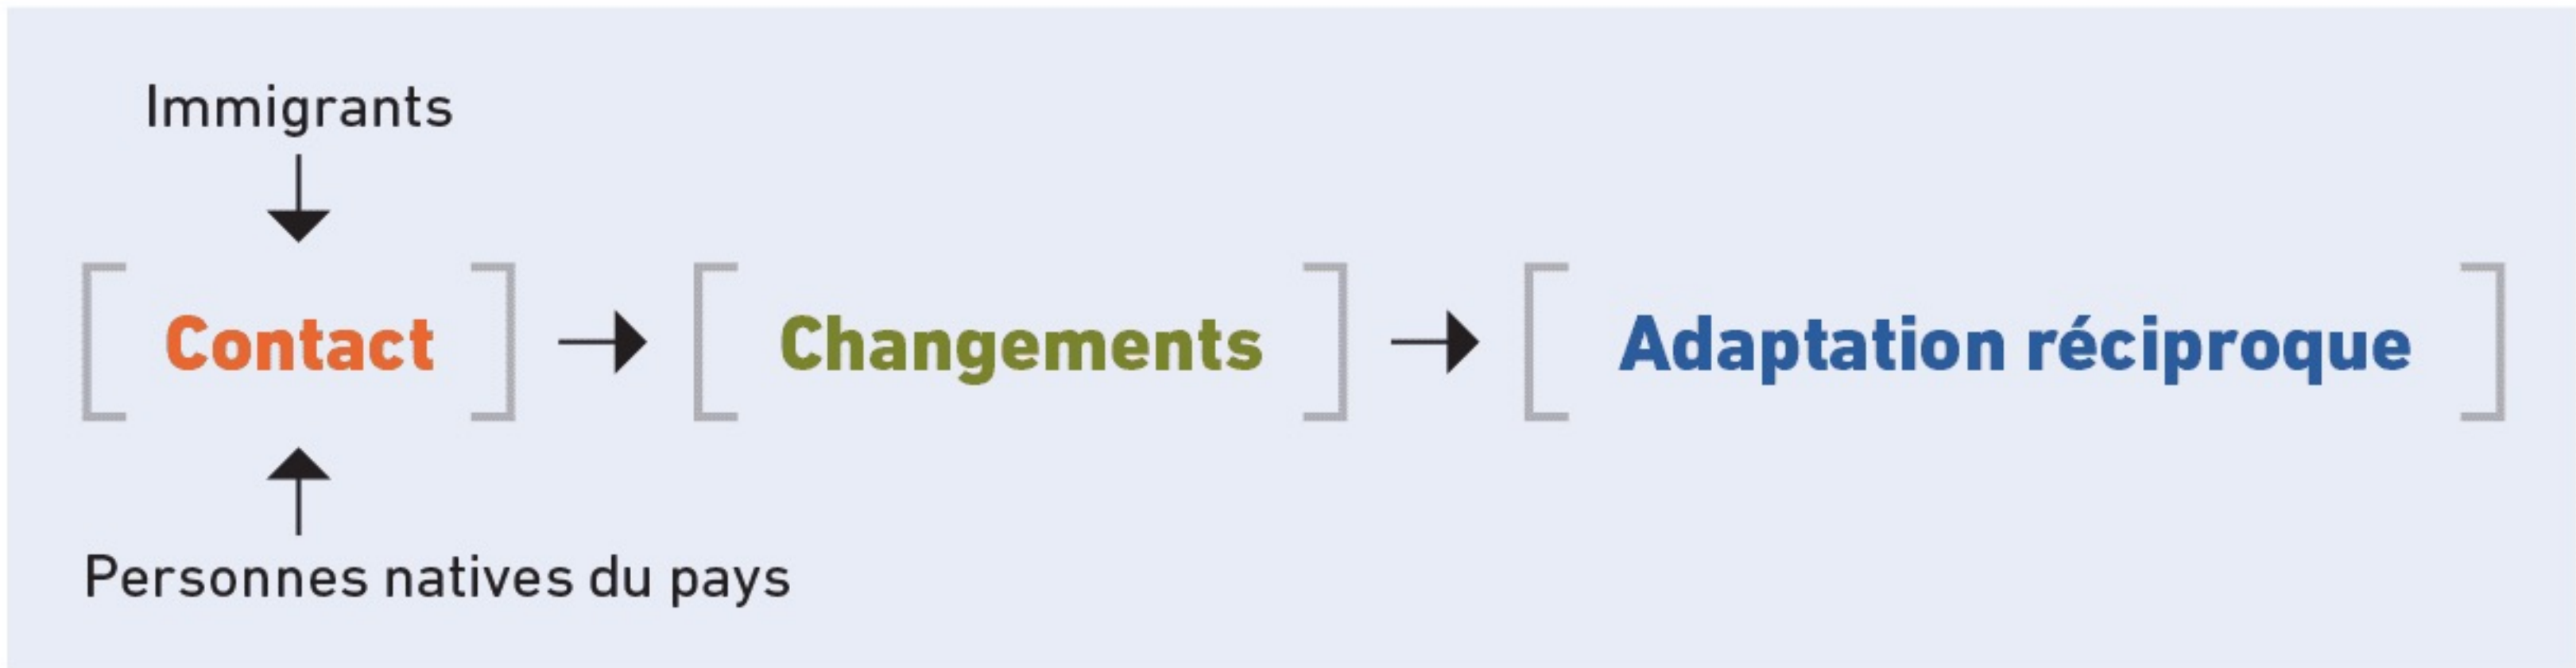 Immigrants
Contact
Changements
Adaptation réciproque
Personnes natives du pays